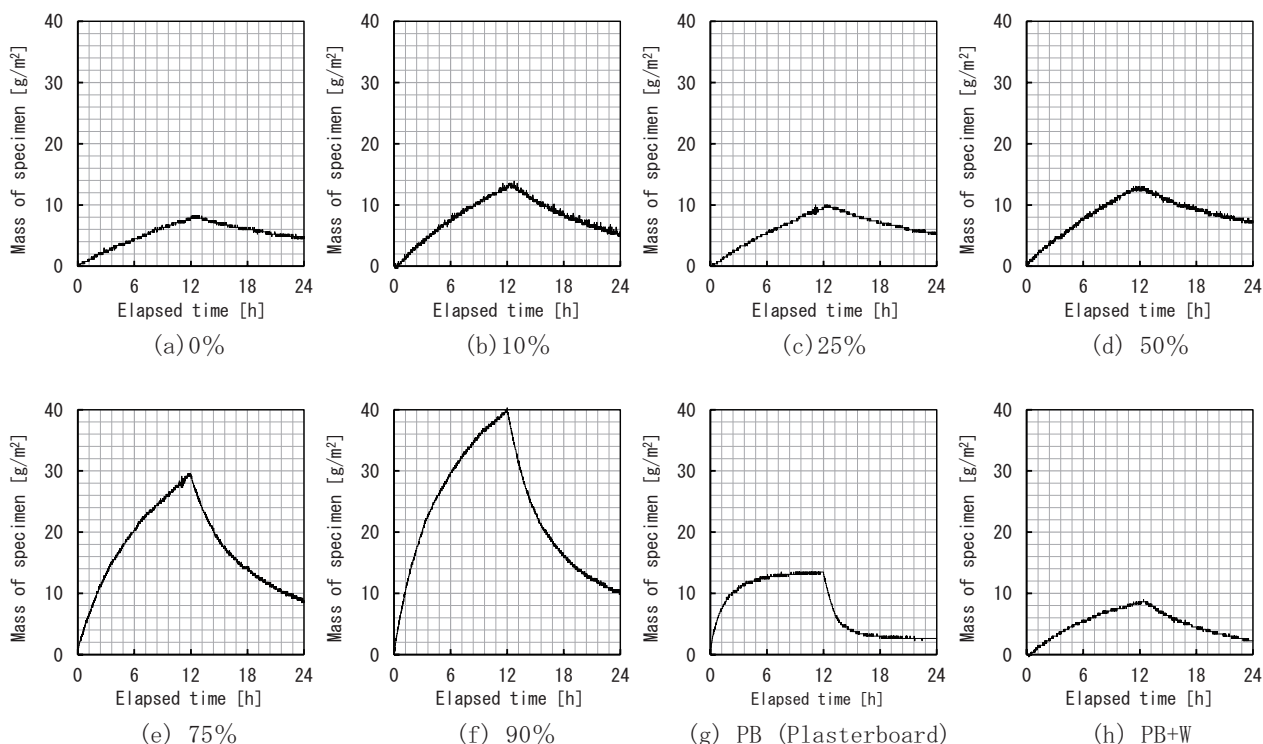 40
30
20
10
0
Mass of specimen [g/m²]
0 6 12 18 24
Elapsed time [h]
(a)0%
40
30
20
10
0
Mass of specimen [g/m²]
0 6 12 18 24
Elapsed time [h]
(b)10%
40
30
20
10
0
Mass of specimen [g/m²]
0 6 12 18 24
Elapsed time [h]
(c)25%
40
30
20
10
0
Mass of specimen [g/m²]
0 6 12 18 24
Elapsed time [h]
(d) 50%
40
30
20
10
0
Mass of specimen [g/m²]
0 6 12 18 24
Elapsed time [h]
(e) 75%
40
30
20
10
0
Mass of specimen [g/m²]
0 6 12 18 24
Elapsed time [h]
(f) 90%
40
30
20
10
0
Mass of specimen [g/m²]
0 6 12 18 24
Elapsed time [h]
(g) PB (Plasterboard)
40
30
20
10
0
Mass of specimen [g/m²]
0 6 12 18 24
Elapsed time [h]
(h) PB+W